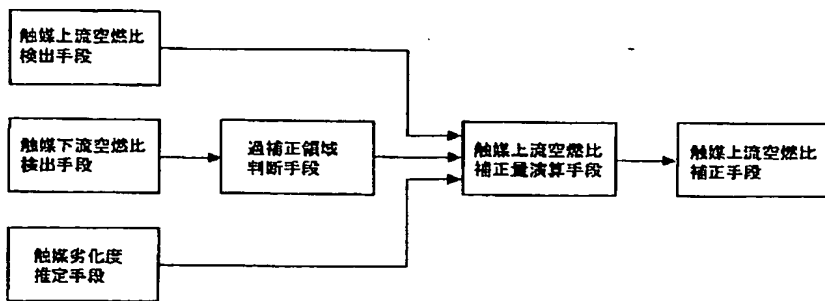 触媒上流空燃比
検出手段
触媒下流空燃比
検出手段
過補正領域
判断手段
触媒上流空燃比
補正量演算手段
触媒上流空燃比
補正手段
触媒劣化度
推定手段